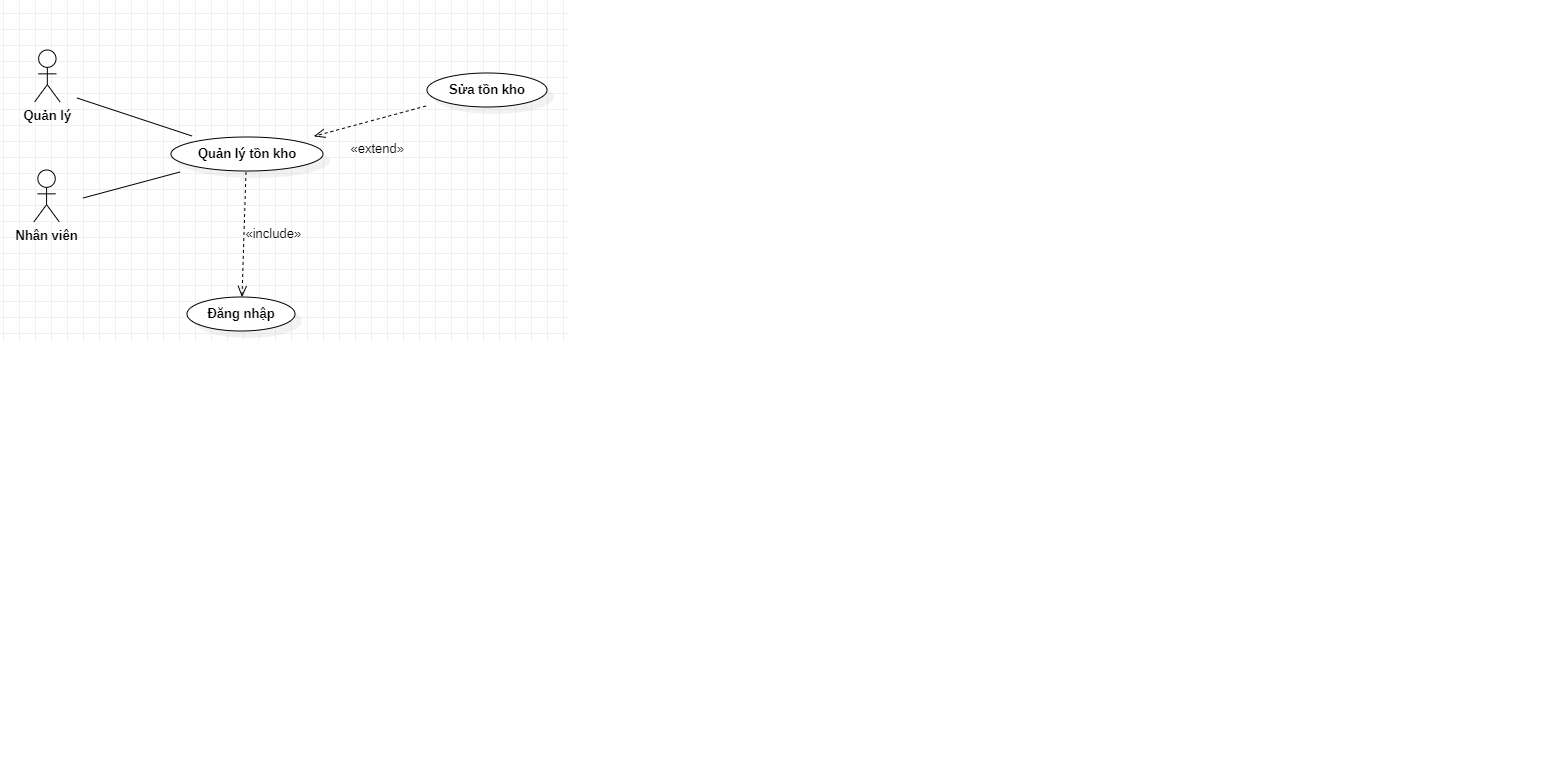 Quản lý
Sửa tồn kho
Quản lý tồn kho
«extend»
Nhân viên
«include»
Đăng nhập